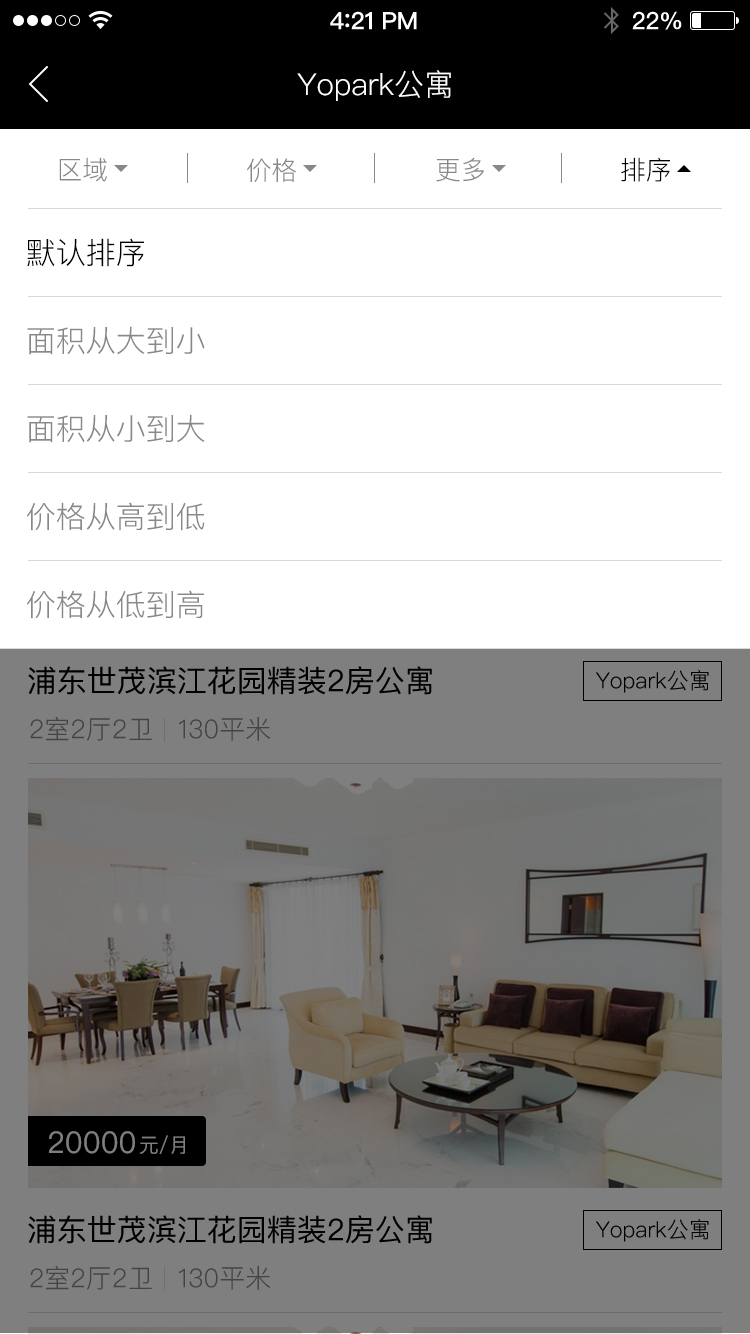 4:21 PM 22%
Yopark公寓
区域 价格 更多 排序
默认排序
面积从大到小
面积从小到大
价格从高到低
价格从低到高
浦东世茂滨江花园精装2房公寓 Yopark公寓
2室2厅2卫 130平米
20000元/月
浦东世茂滨江花园精装2房公寓 Yopark公寓
2室2厅2卫 130平米